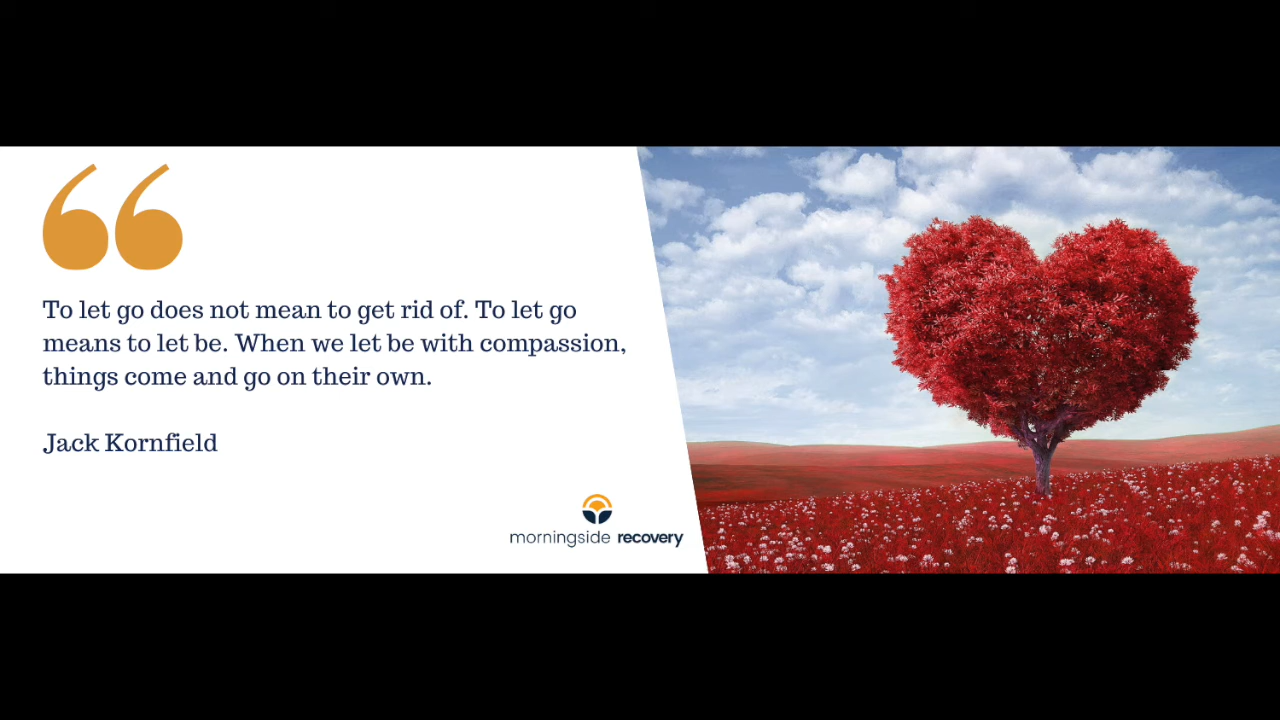 “
To let go does not mean to get rid of. To let go
means to let be. When we let be with compassion,
things come and go on their own.
Jack Kornfield
morningside recovery